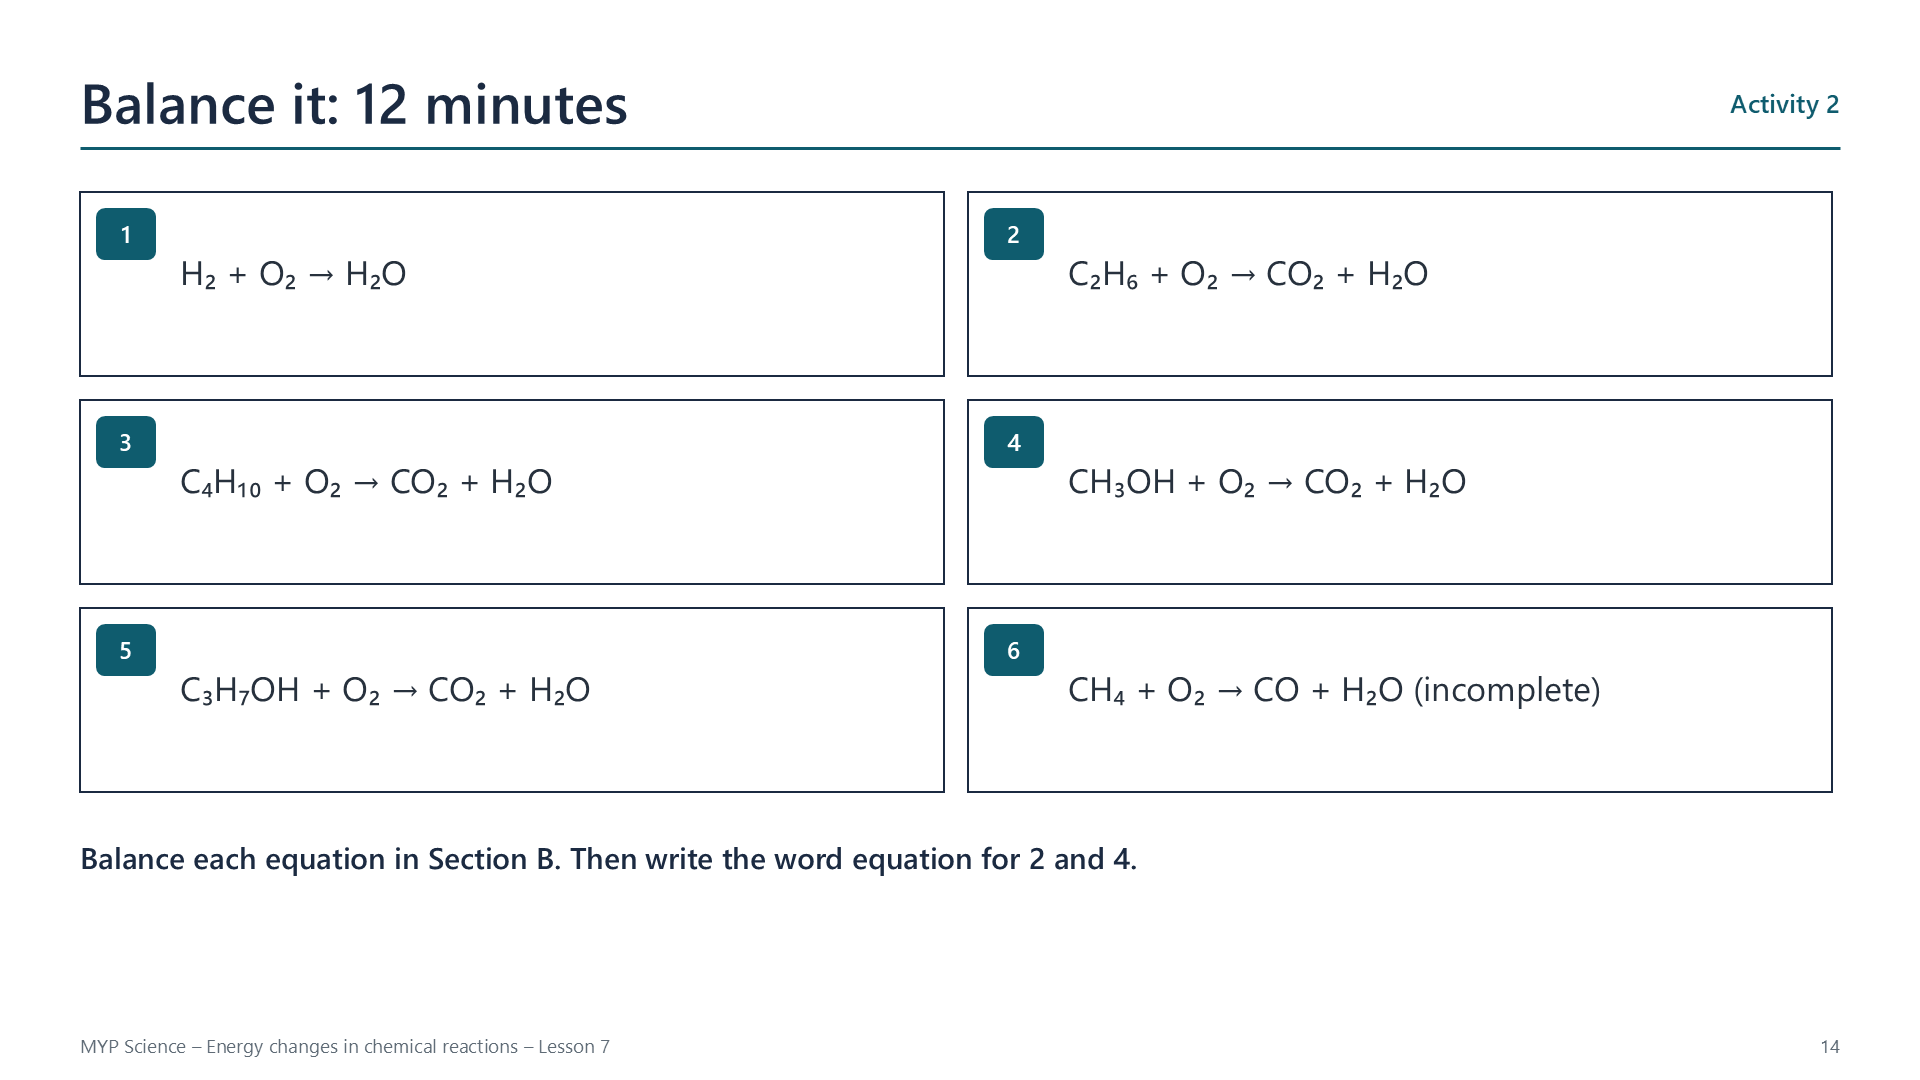 Balance it: 12 minutes
Activity 2
1
H₂ + O₂ → H₂O
2
C₂H₆ + O₂ → CO₂ + H₂O
3
C₄H₁₀ + O₂ → CO₂ + H₂O
4
CH₃OH + O₂ → CO₂ + H₂O
5
C₃H₇OH + O₂ → CO₂ + H₂O
6
CH₄ + O₂ → CO + H₂O (incomplete)
Balance each equation in Section B. Then write the word equation for 2 and 4.
MYP Science – Energy changes in chemical reactions – Lesson 7
14